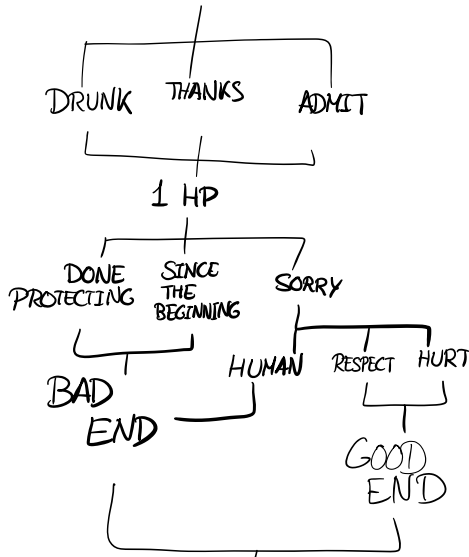 DRUNK
THANKS
ADMIT
1 HP
DONE
PROTECTING
SINCE
THE
BEGINNING
SORRY
HUMAN
RESPECT
HURT
BAD
END
GOOD
END